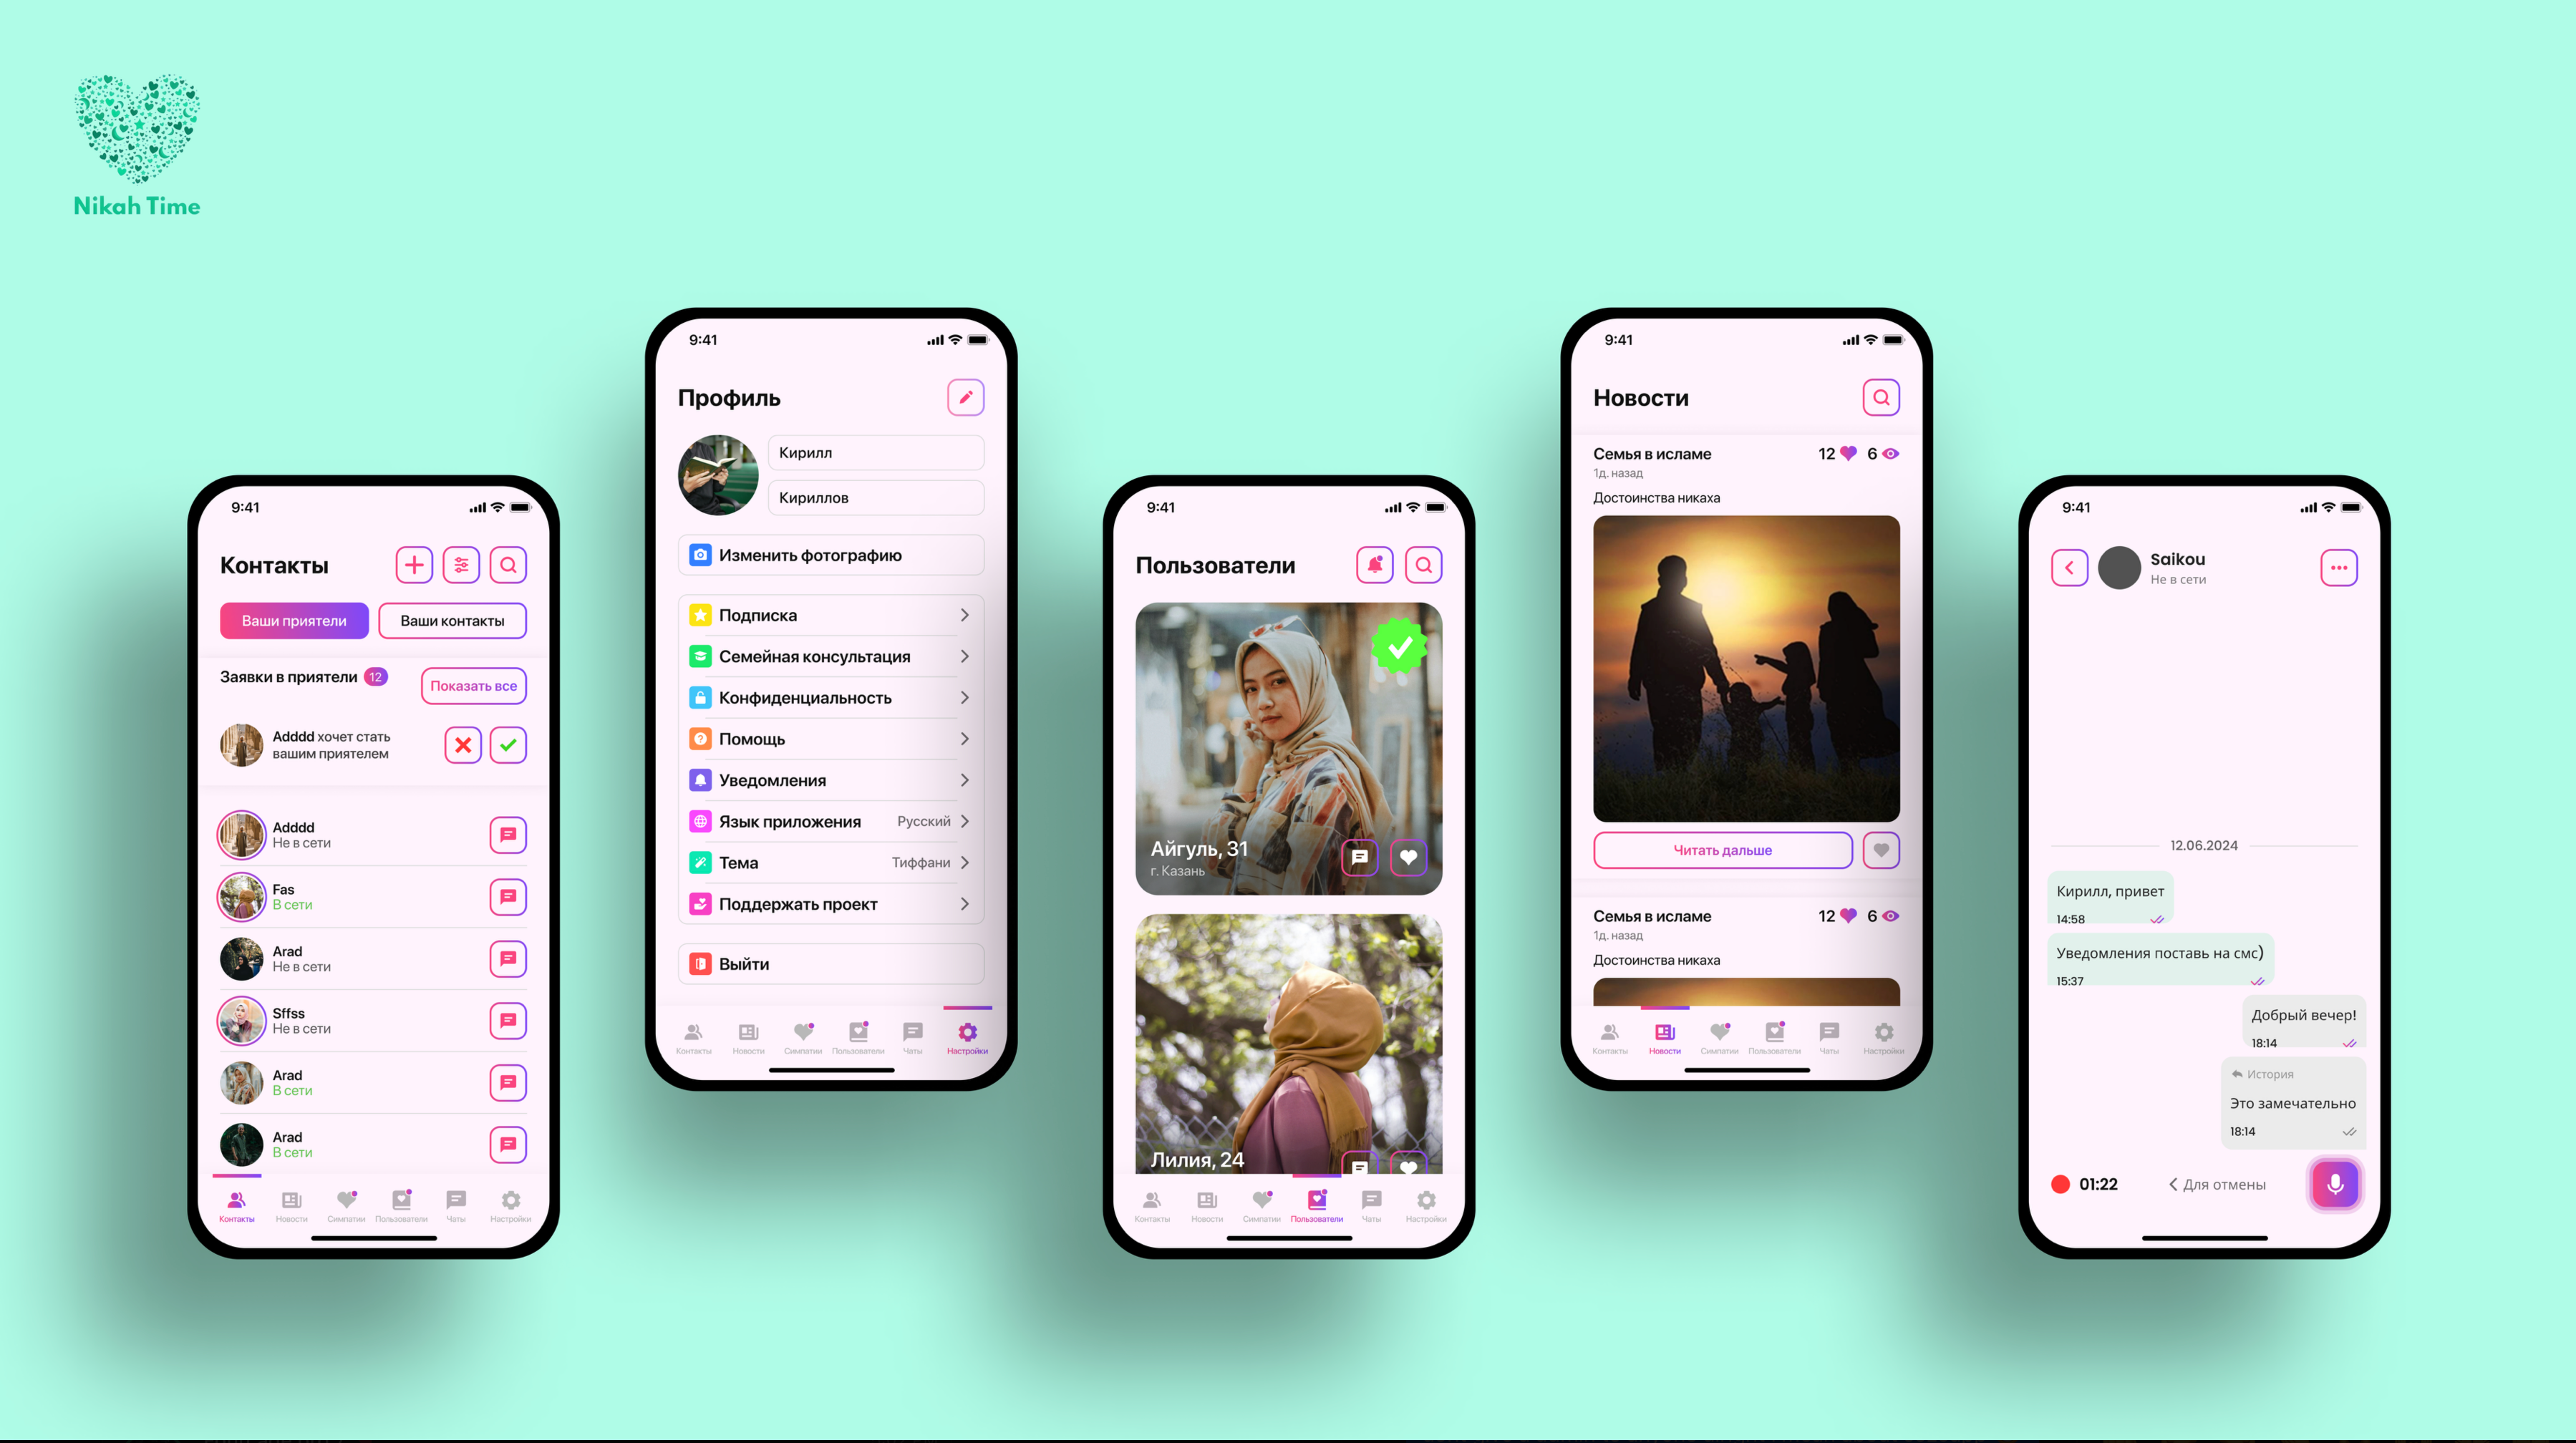 Nikah Time
9:41
Контакты
Ваши приятели
Ваши контакты
Заявки в приятели 12
Показать все
Adddd хочет стать
вашим приятелем
Adddd
Не в сети
Fas
В сети
Arad
Не в сети
Sffss
Не в сети
Arad
В сети
Arad
В сети
Контакты Новости Симпатии Пользователи Чаты Настройки
9:41
Профиль
Кирилл
Кириллов
Изменить фотографию
Подписка
Семейная консультация
Конфиденциальность
Помощь
Уведомления
Язык приложения Русский
Тема Тиффани
Поддержать проект
Выйти
Контакты Новости Симпатии Пользователи Чаты Настройки
9:41
Пользователи
Айгуль, 31
г. Казань
Лилия, 24
Контакты Новости Симпатии Пользователи Чаты Настройки
9:41
Новости
Семья в исламе 12 6
1д. назад
Достоинства никаха
Читать дальше
Семья в исламе 12 6
1д. назад
Достоинства никаха
Контакты Новости Симпатии Пользователи Чаты Настройки
9:41
Saikou
Не в сети
12.06.2024
Кирилл, привет
14:58
Уведомления поставь на смс)
15:37
Добрый вечер!
18:14
История
Это замечательно
18:14
01:22 Для отмены